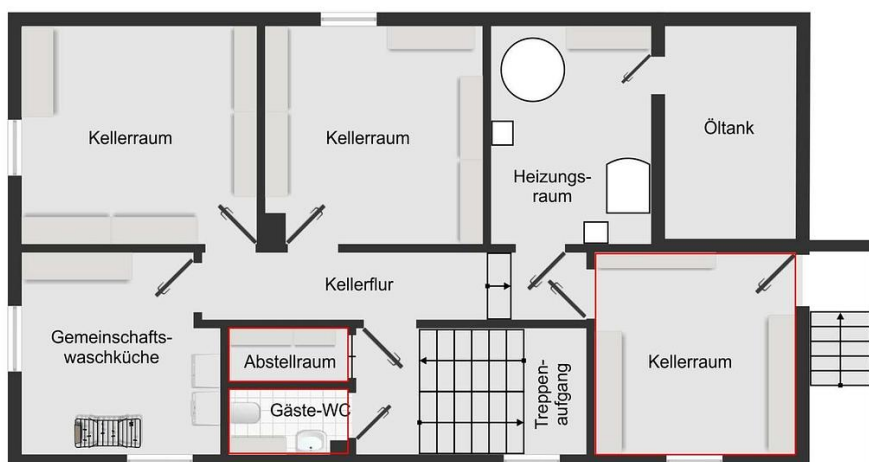 Kellerraum
Kellerraum
Öltank
Heizungs-
raum
Kellerflur
Gemeinschafts-
waschküche
Abstellraum
Gäste-WC
Treppen-
aufgang
Kellerraum